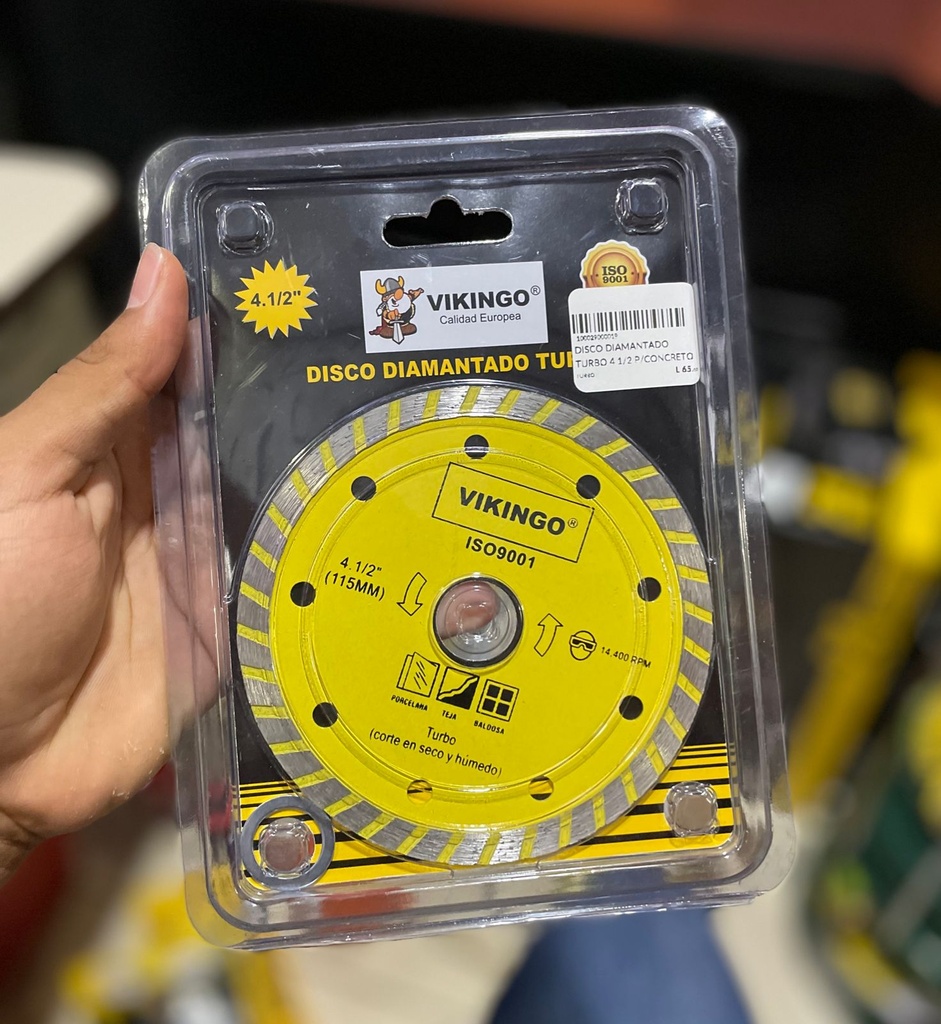 4.1/2"
VIKINGO®
Calidad Europea
ISO
9001
DISCO DIAMANTADO
DISCO DIAMANTADO
TURBO 4 1/2 P/CONCRETO
L 65.
VIKINGO®
ISO9001
4.1/2"
(115MM)
14.400 RPM
PORCELANA TEJA BALDOSA
Turbo
(corte en seco y húmedo)